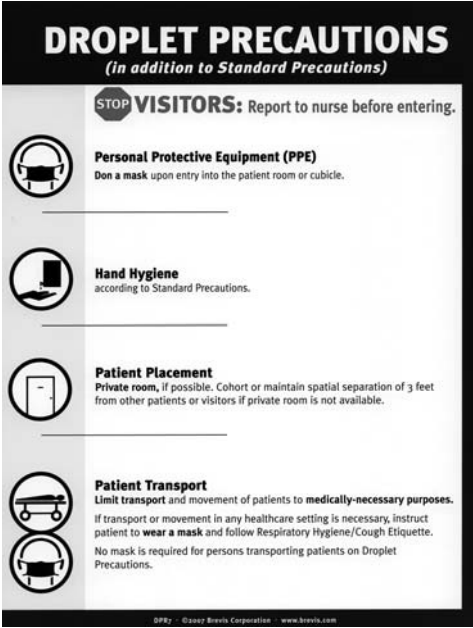 DROPLET PRECAUTIONS
(in addition to Standard Precautions)
STOP VISITORS: Report to nurse before entering.
Personal Protective Equipment (PPE)
Don a mask upon entry into the patient room or cubicle.
Hand Hygiene
according to Standard Precautions.
Patient Placement
Private room, if possible. Cohort or maintain spatial separation of 3 feet
from other patients or visitors if private room is not available.
Patient Transport
Limit transport and movement of patients to medically-necessary purposes.
If transport or movement in any healthcare setting is necessary, instruct
patient to wear a mask and follow Respiratory Hygiene/Cough Etiquette.
No mask is required for persons transporting patients on Droplet
Precautions.
DPR7 · ©2007 Brevis Corporation · www.brevis.com